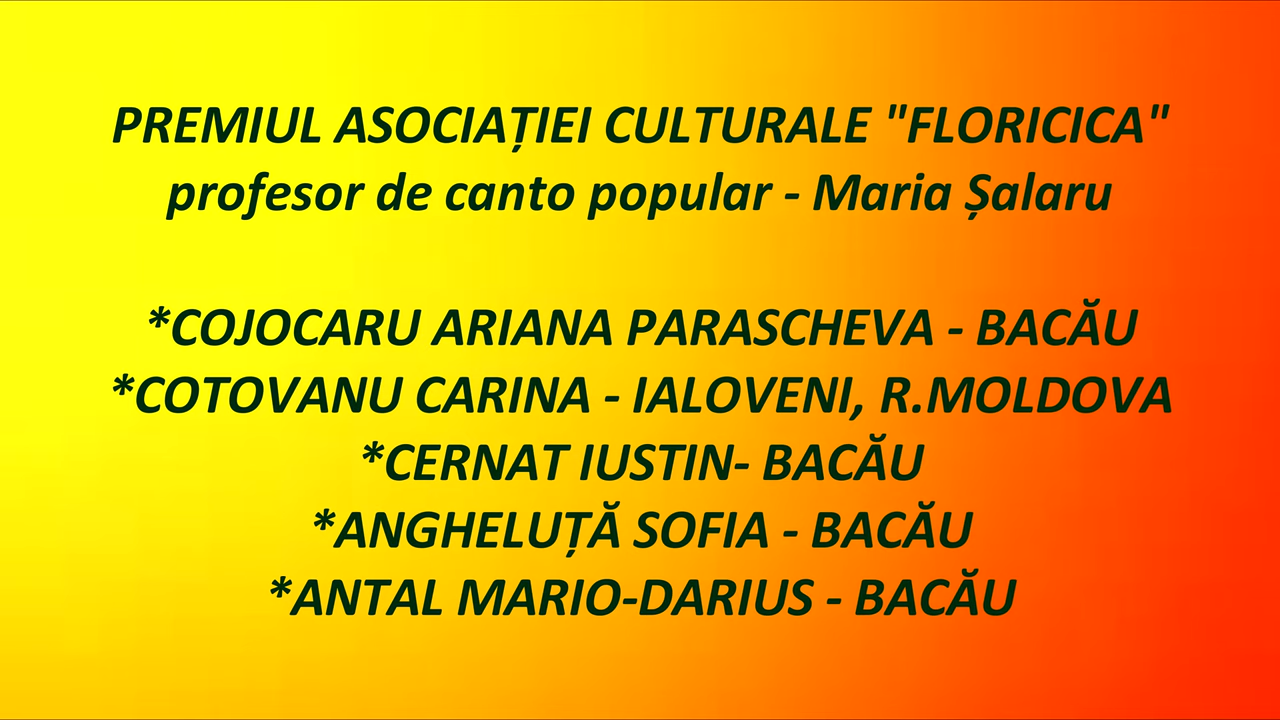 PREMIUL ASOCIAȚIEI CULTURALE "FLORICICA"
profesor de canto popular - Maria Șalaru
*COJOCARU ARIANA PARASCHEVA - BACĂU
*COTOVANU CARINA - IALOVENI, R.MOLDOVA
*CERNAT IUSTIN- BACĂU
*ANGHELUȚĂ SOFIA - BACĂU
*ANTAL MARIO-DARIUS - BACĂU